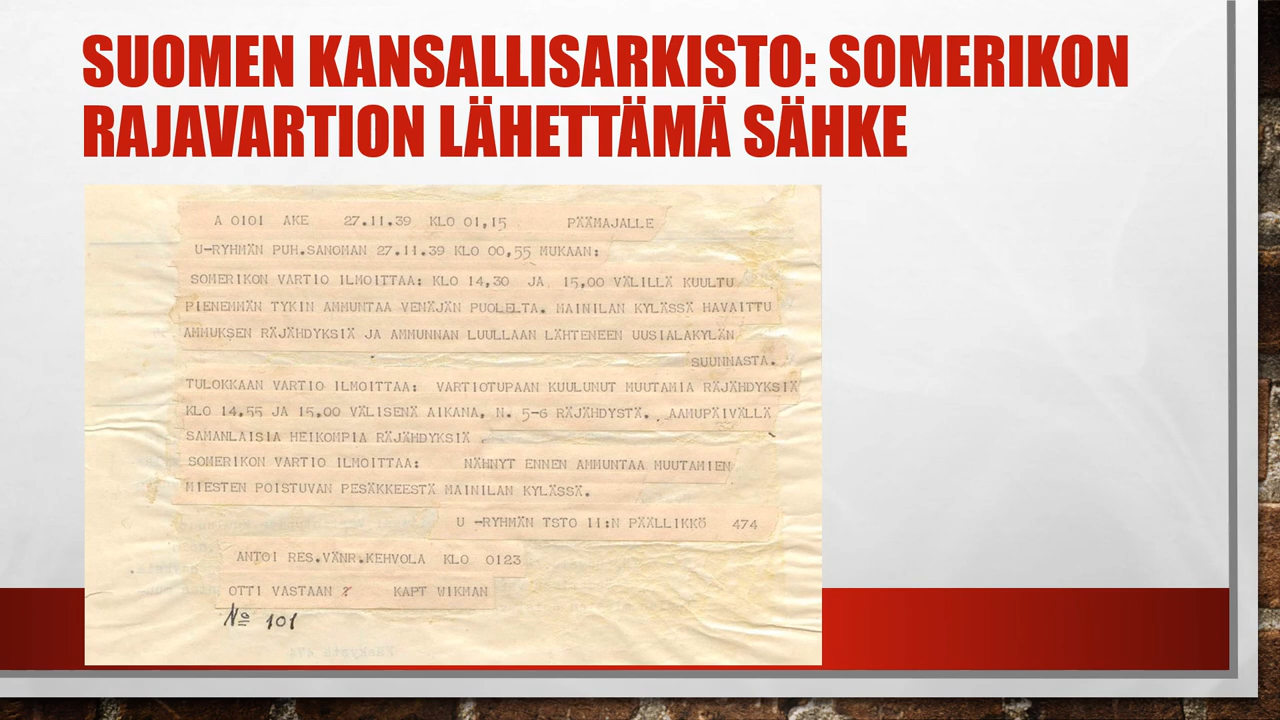 SUOMEN KANSALLISARKISTO: SOMERIKON
RAJAVARTION LÄHETTÄMÄ SÄHKE
A 0101 AKE 27.11.39 KLO 01,15 PÄÄMAJALLE
U-RYHMÄN PUH.SANOMAN 27.11.39 KLO 00,55 MUKAAN:
SOMERIKON VARTIO ILMOITTAA: KLO 14,30 JA 15,00 VÄLILLÄ KUULTU
PIENEMMÄN TYKIN AMMUNTAA VENÄJÄN PUOLELTA. MAINILAN KYLÄSSÄ HAVAITTU
AMMUKSEN RÄJÄHDYKSIÄ JA AMMUNNAN LUULLAAN LÄHTENEEN UUSIALAKYLÄN
SUUNNASTA.
TULOKKAAN VARTIO ILMOITTAA: VARTIOTUPAAN KUULUNUT MUUTAMIA RÄJÄHDYKSIÄ
KLO 14.55 JA 15.00 VÄLISENÄ AIKANA, N. 5-6 RÄJÄHDYSTÄ. AAMUPÄIVÄLLÄ
SAMANLAISIA HEIKOMPIA RÄJÄHDYKSIÄ .
SOMERIKON VARTIO ILMOITTAA: NÄHNYT ENNEN AMMUNTAA MUUTAMIEN
MIESTEN POISTUVAN PESÄKKEESTÄ MAINILAN KYLÄSSÄ.
U -RYHMÄN TSTO II:N PÄÄLLIKKÖ 474
ANTOI RES.VÄNR.KEHVOLA KLO 0123
OTTI VASTAAN ? KAPT WIKMAN
No 101